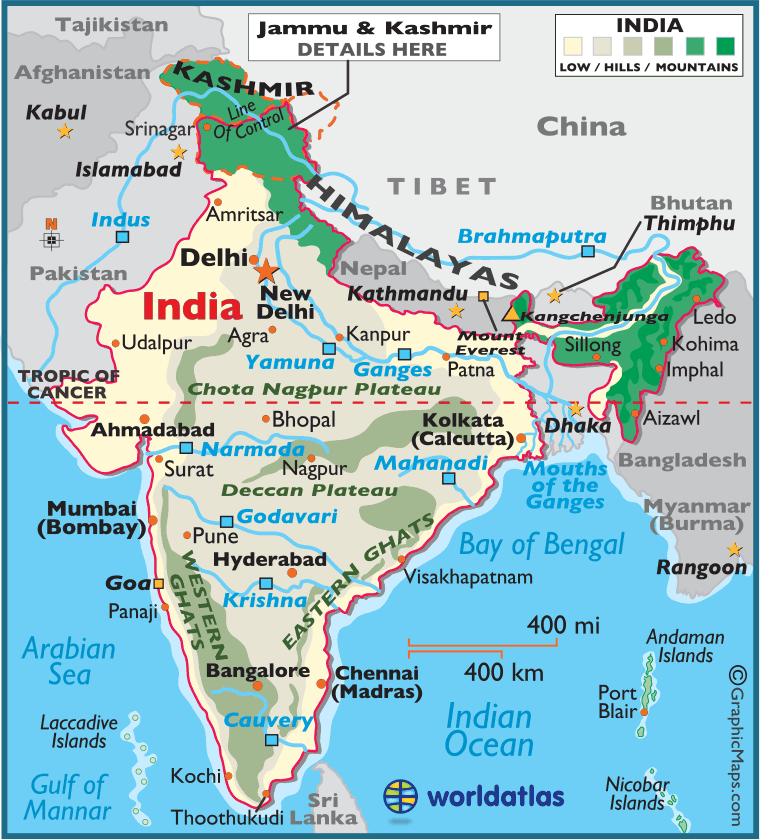 Tajikistan
Jammu & Kashmir
DETAILS HERE
INDIA
LOW / HILLS / MOUNTAINS
Afghanistan
KASHMIR
Kabul
Line
Of Control
Srinagar
China
Islamabad
TIBET
HIMALAYAS
Amritsar
Bhutan
Thimphu
N
Indus
Brahmaputra
Delhi
Nepal
Pakistan
India
New
Delhi
Kathmandu
Kangchenjunga
Ledo
Udalpur
Agra
Kanpur
Mount
Everest
Sillong
Kohima
Yamuna
Ganges
Patna
Imphal
TROPIC OF
CANCER
Chota Nagpur Plateau
Ahmadabad
Bhopal
Kolkata
(Calcutta)
Dhaka
Aizawl
Narmada
Surat
Nagpur
Mahanadi
Mouths
of the
Ganges
Bangladesh
Deccan Plateau
Mumbai
(Bombay)
Godavari
Myanmar
(Burma)
Pune
Bay of Bengal
Hyderabad
EASTERN GHATS
WESTERN
GHATS
Rangoon
Goa
Krishna
Visakhapatnam
Panaji
400 mi
400 km
Arabian
Sea
Andaman
Islands
Bangalore
Chennai
(Madras)
Port
Blair
©GraphicMaps.com
Laccadive
Islands
Cauvery
Indian
Ocean
Kochi
Gulf of
Mannar
Thoothukudi
Sri
Lanka
worldatlas
Nicobar
Islands